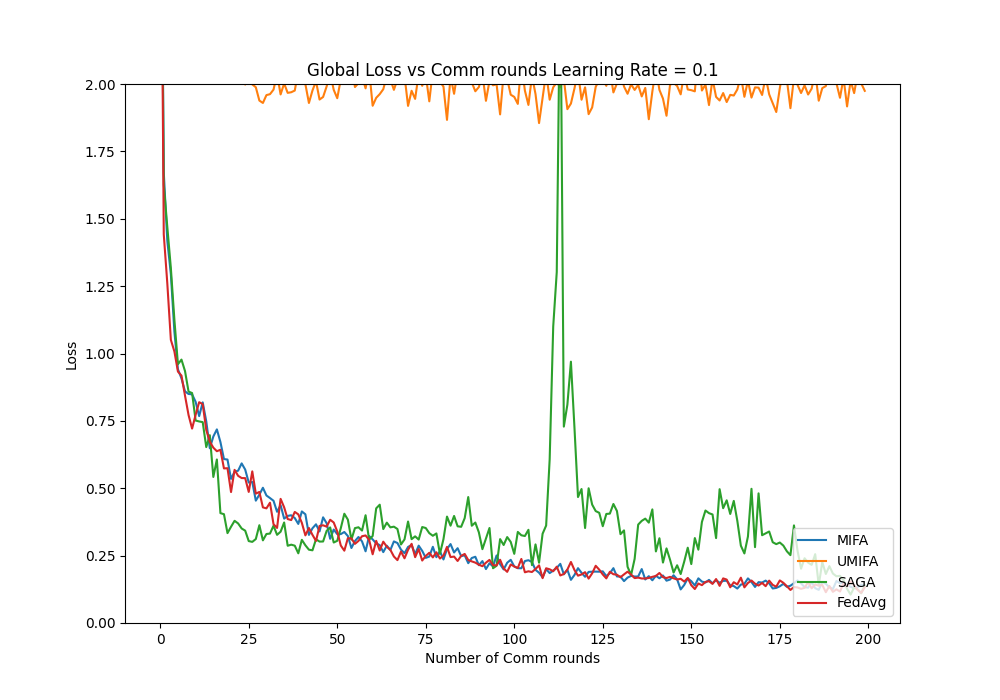 Global Loss vs Comm rounds Learning Rate = 0.1
2.00
1.75
1.50
1.25
1.00
0.75
0.50
0.25
0.00
Loss
MIFA
UMIFA
SAGA
FedAvg
0 25 50 75 100 125 150 175 200
Number of Comm rounds